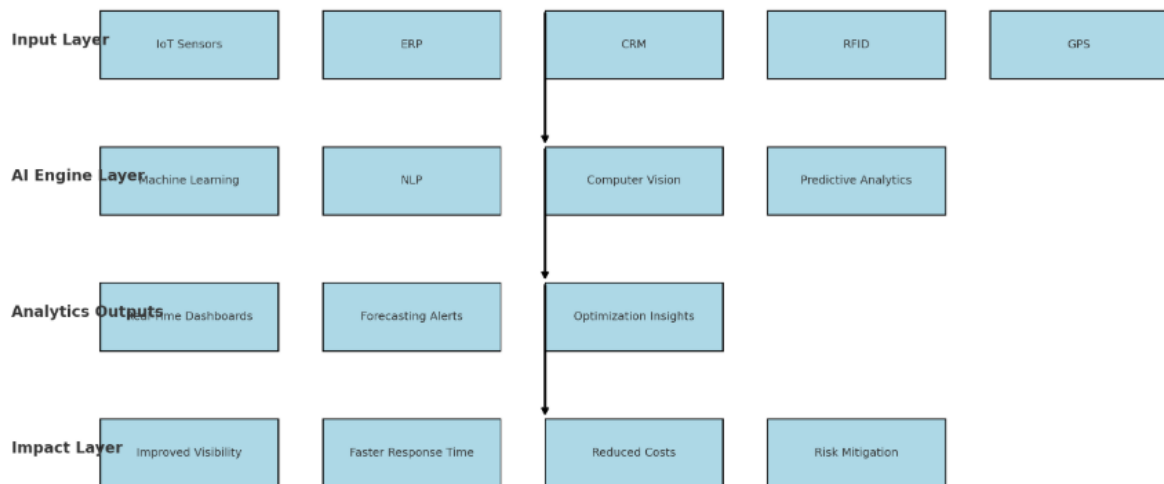 Input Layer
IoT Sensors
ERP
CRM
RFID
GPS
AI Engine Layer
Machine Learning
NLP
Computer Vision
Predictive Analytics
Analytics Outputs
Real-Time Dashboards
Forecasting Alerts
Optimization Insights
Impact Layer
Improved Visibility
Faster Response Time
Reduced Costs
Risk Mitigation